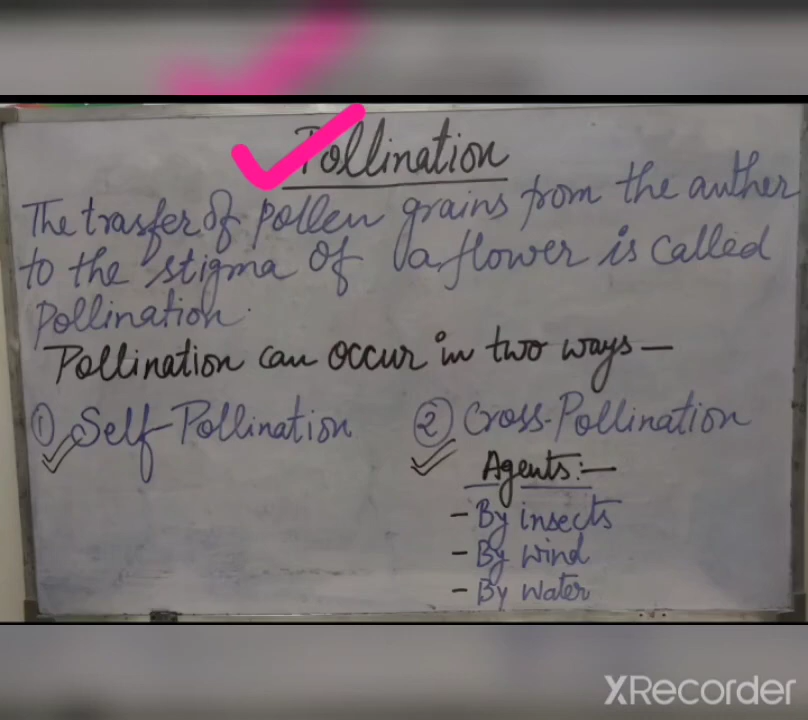 Pollination
The trasfer of pollen grains from the anther
to the stigma of a flower is called
Pollination.
Pollination can occur in two ways —
① Self-Pollination
② Cross-Pollination
Agents:—
- By insects
- By wind
- By water
XRecorder